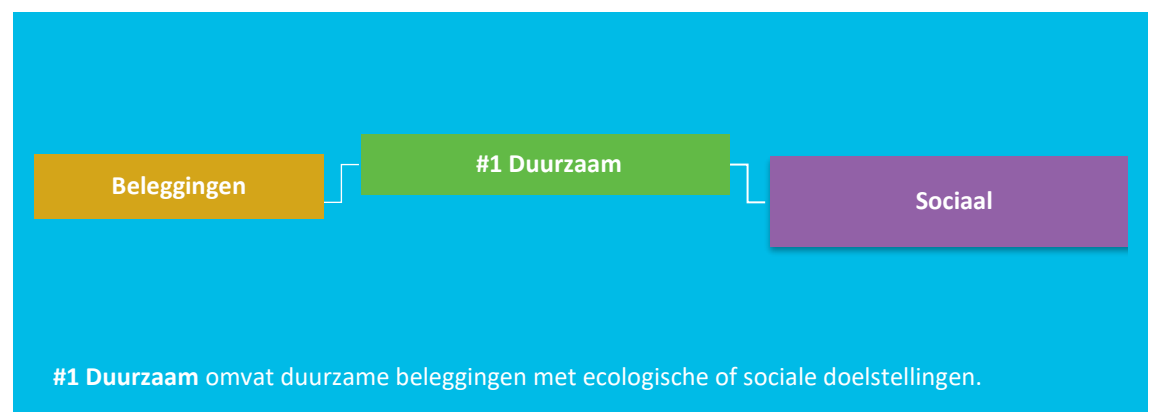 Beleggingen
#1 Duurzaam
Sociaal
#1 Duurzaam omvat duurzame beleggingen met ecologische of sociale doelstellingen.